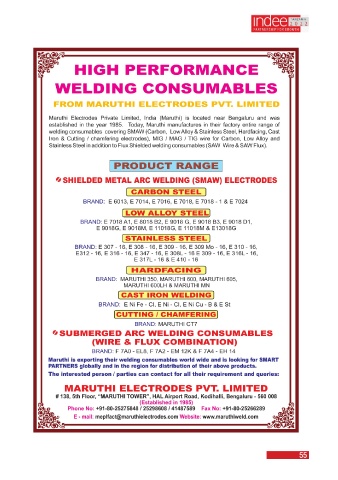 indee
HIGH PERFORMANCE
WELDING CONSUMABLES
FROM MARUTHI ELECTRODES PVT. LIMITED
Maruthi Electrodes Private Limited, India (Maruthi) is located near Bengaluru and was
established in the year 1985. Today, Maruthi manufactures in their factory entire range of
welding consumables covering SMAW (Carbon, Low Alloy & Stainless Steel, Hardfacing, Cast
Iron & Cutting / chamfering electrodes), MIG / MAG / TIG wire for Carbon, Low Alloy and
Stainless Steel in addition to Flux Shielded welding consumables (SAW Wire & SAW Flux).
PRODUCT RANGE
SHIELDED METAL ARC WELDING (SMAW) ELECTRODES
CARBON STEEL
BRAND: E 6013, E 7014, E 7016, E 7018, E 7018 - 1 & E 7024
LOW ALLOY STEEL
BRAND: E 7018 A1, E 8018 B2, E 9018 G, E 9018 B3, E 9018 D1,
E 9018G, E 9018M, E 11018G, E 11018M & E13018G
STAINLESS STEEL
BRAND: E 307 - 16, E 308 - 16, E 309 - 16, E 309 Mo - 16, E 310 - 16,
E312 - 16, E 316 - 16, E 347 - 16, E 308L - 16 E 309 - 16, E 316L - 16,
E 317L - 16 & E 410 - 16
HARDFACING
BRAND: MARUTHI 350, MARUTHI 600, MARUTHI 695,
MARUTHI 600LH & MARUTHI MN
CAST IRON WELDING
BRAND: E Ni Fe - CI, E Ni - CI, E Ni Cu - B & E St
CUTTING / CHAMFERING
BRAND: MARUTHI CT7
SUBMERGED ARC WELDING CONSUMABLES
(WIRE & FLUX COMBINATION)
BRAND: F 7A0 - EL8, F 7A2 - EM 12K & F 7A4 - EH 14
Maruthi is exporting their welding consumables world wide and is looking for SMART
PARTNERS globally and in the region for distribution of their above products.
The interested person / parties can contact for all their requirement and queries:
MARUTHI ELECTRODES PVT. LIMITED
# 138, 5th Floor, “MARUTHI TOWER”, HAL Airport Road, Kodihalli, Bengaluru - 560 008
(Established in 1985)
Phone No: +91-80-25275848 / 25298608 / 41487589 Fax No: +91-80-25266289
E - mail: meplfact@maruthielectrodes.com Website: www.maruthiweld.com
55